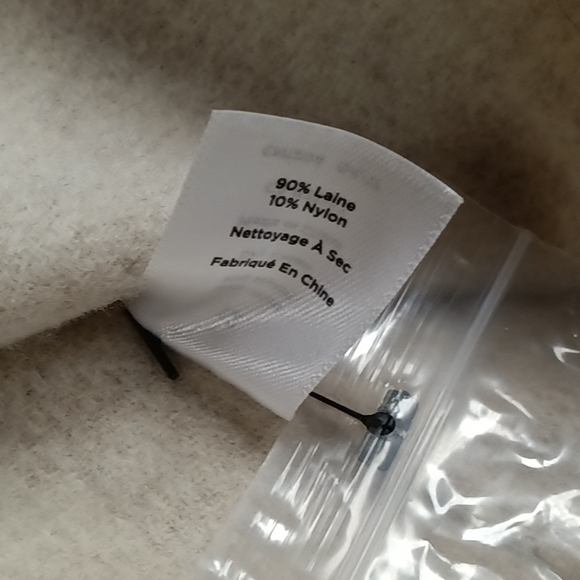 90% Laine
10% Nylon
Nettoyage À Sec
Fabriqué En Chine